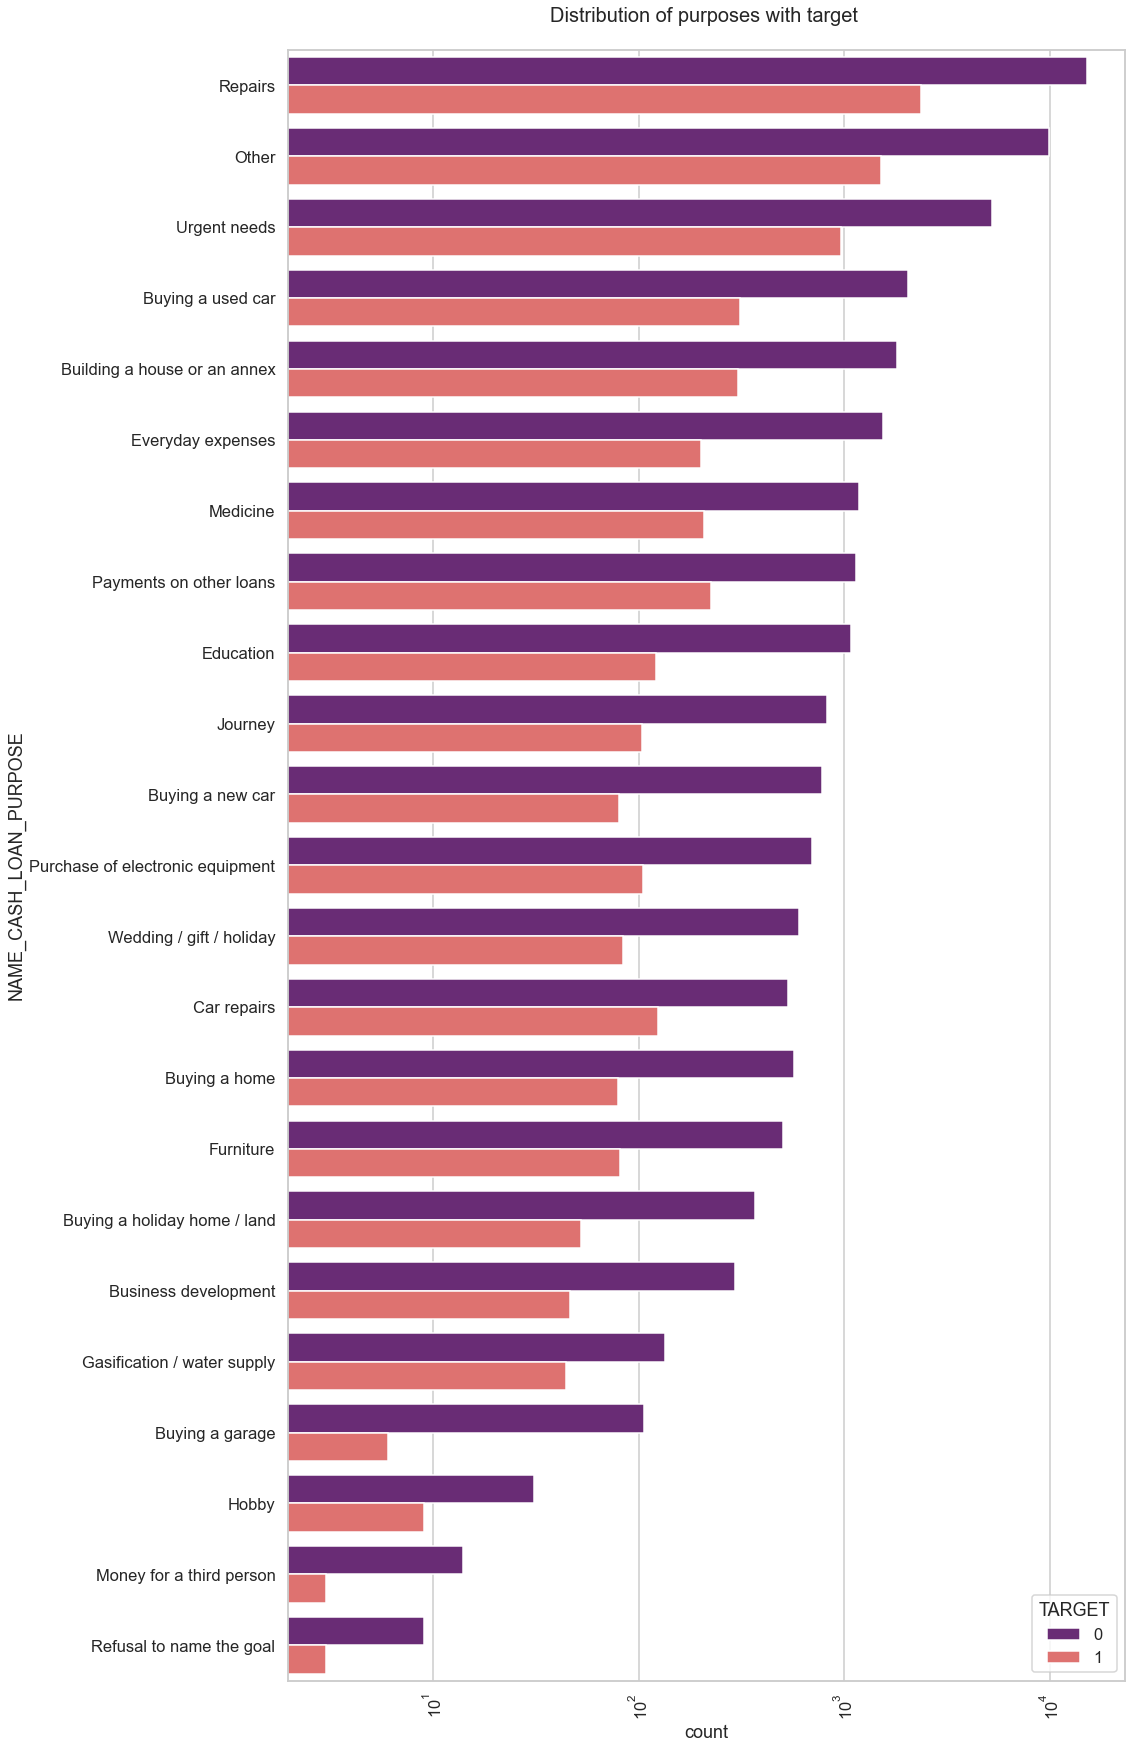 Distribution of purposes with target
NAME_CASH_LOAN_PURPOSE
Repairs
Other
Urgent needs
Buying a used car
Building a house or an annex
Everyday expenses
Medicine
Payments on other loans
Education
Journey
Buying a new car
Purchase of electronic equipment
Wedding / gift / holiday
Car repairs
Buying a home
Furniture
Buying a holiday home / land
Business development
Gasification / water supply
Buying a garage
Hobby
Money for a third person
Refusal to name the goal
TARGET
0
1
10¹
10²
10³
10⁴
count